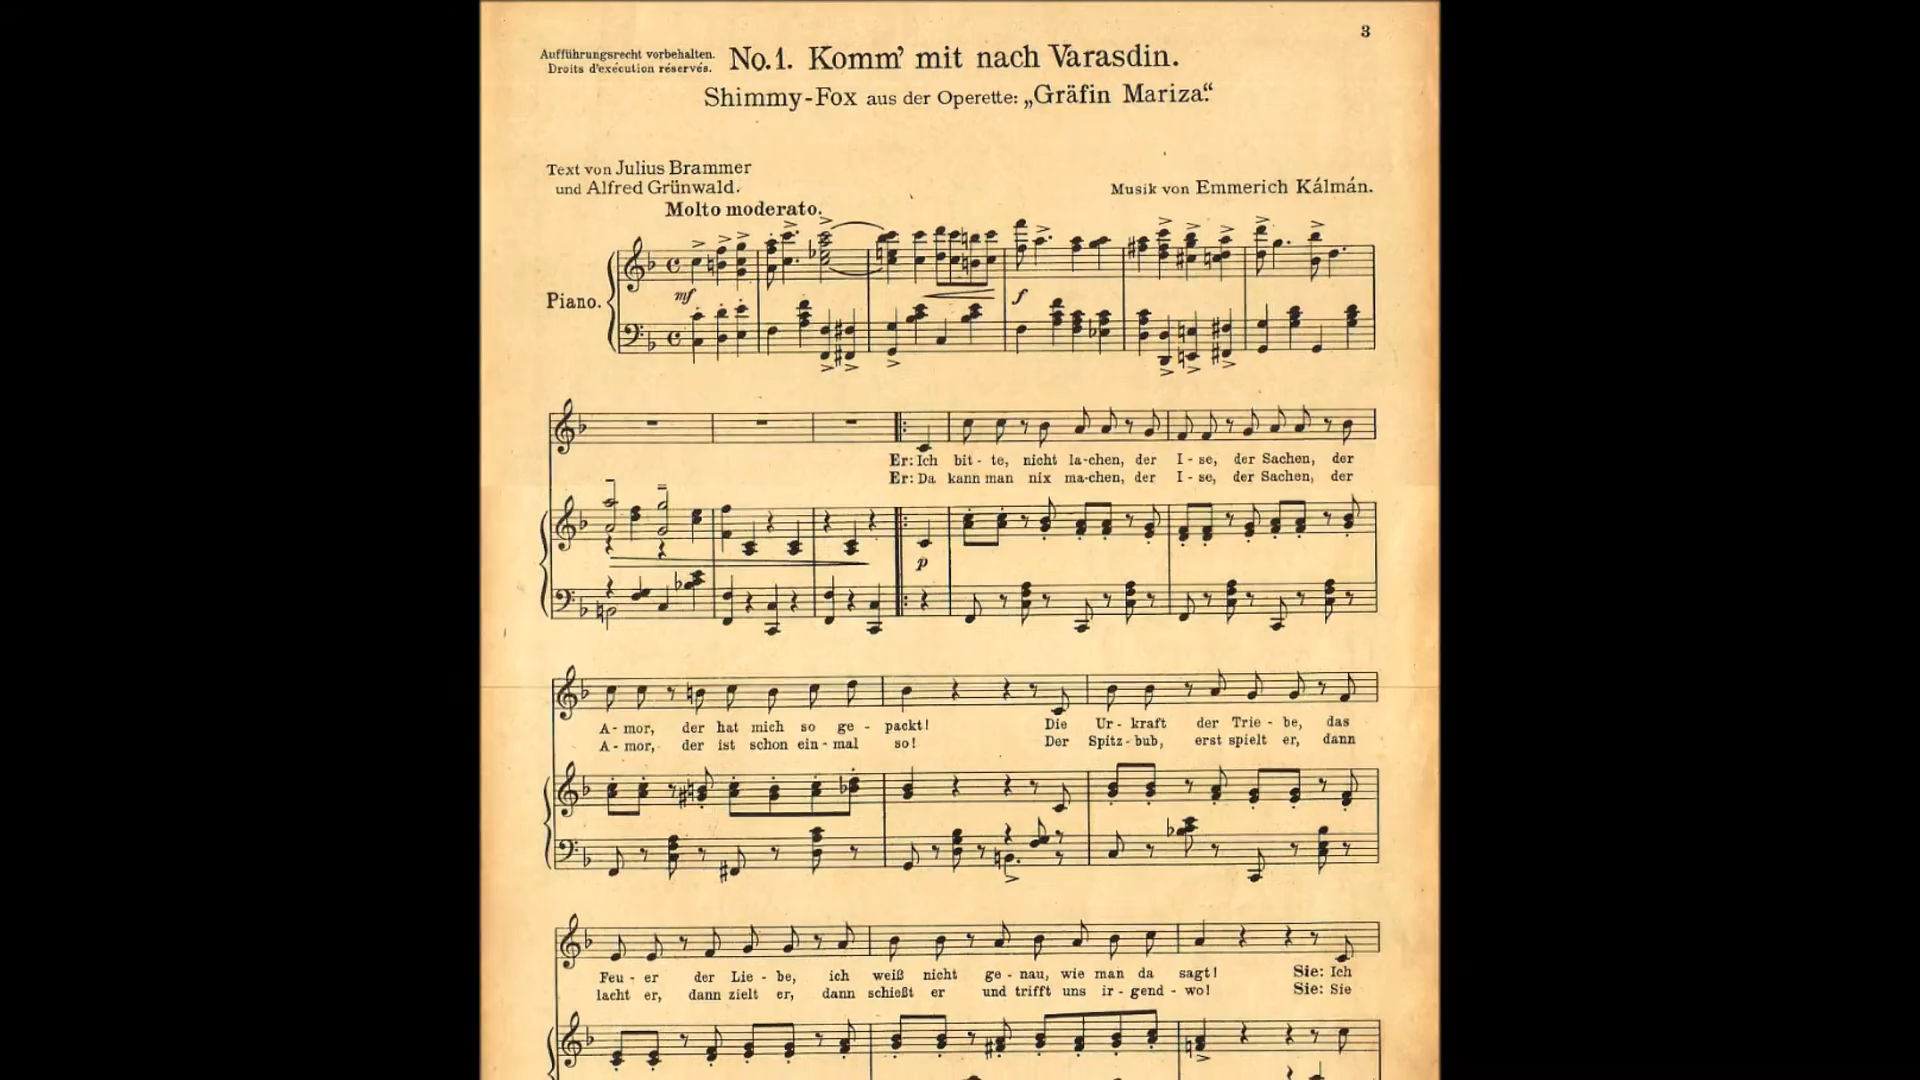 3
Aufführungsrecht vorbehalten.
Droits d'exécution réservés.
No. 1. Komm' mit nach Varasdin.
Shimmy-Fox aus der Operette: „Gräfin Mariza“.
Text von Julius Brammer
und Alfred Grünwald.
Musik von Emmerich Kálmán.
Molto moderato.
Piano.
mf
f
Er: Ich bit - te, nicht la-chen, der I - se, der Sachen, der
Er: Da kann man nix ma-chen, der I - se, der Sachen, der
p
A - mor, der hat mich so ge - packt! Die Ur - kraft der Trie - be, das
A - mor, der ist schon ein - mal so! Der Spitz - bub, erst spielt er, dann
Feu - er der Lie - be, ich weiß nicht ge - nau, wie man da sagt! Sie: Ich
lacht er, dann zielt er, dann schießt er und trifft uns ir - gend - wo! Sie: Sie